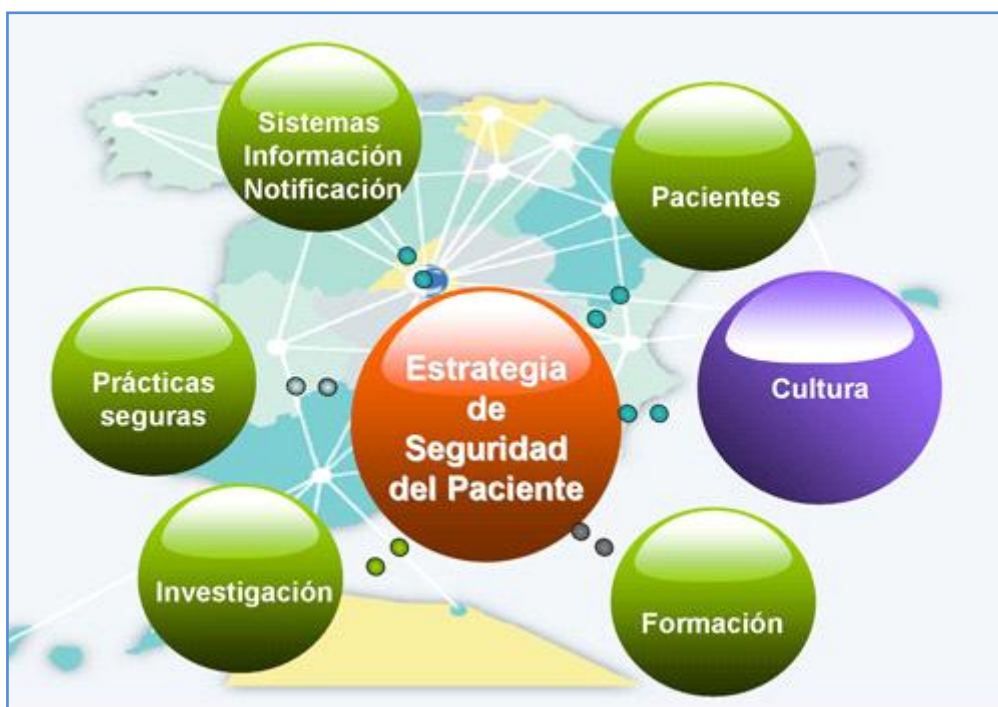 Sistemas
Información
Notificación
Pacientes
Prácticas
seguras
Estrategia
de
Seguridad
del Paciente
Cultura
Investigación
Formación